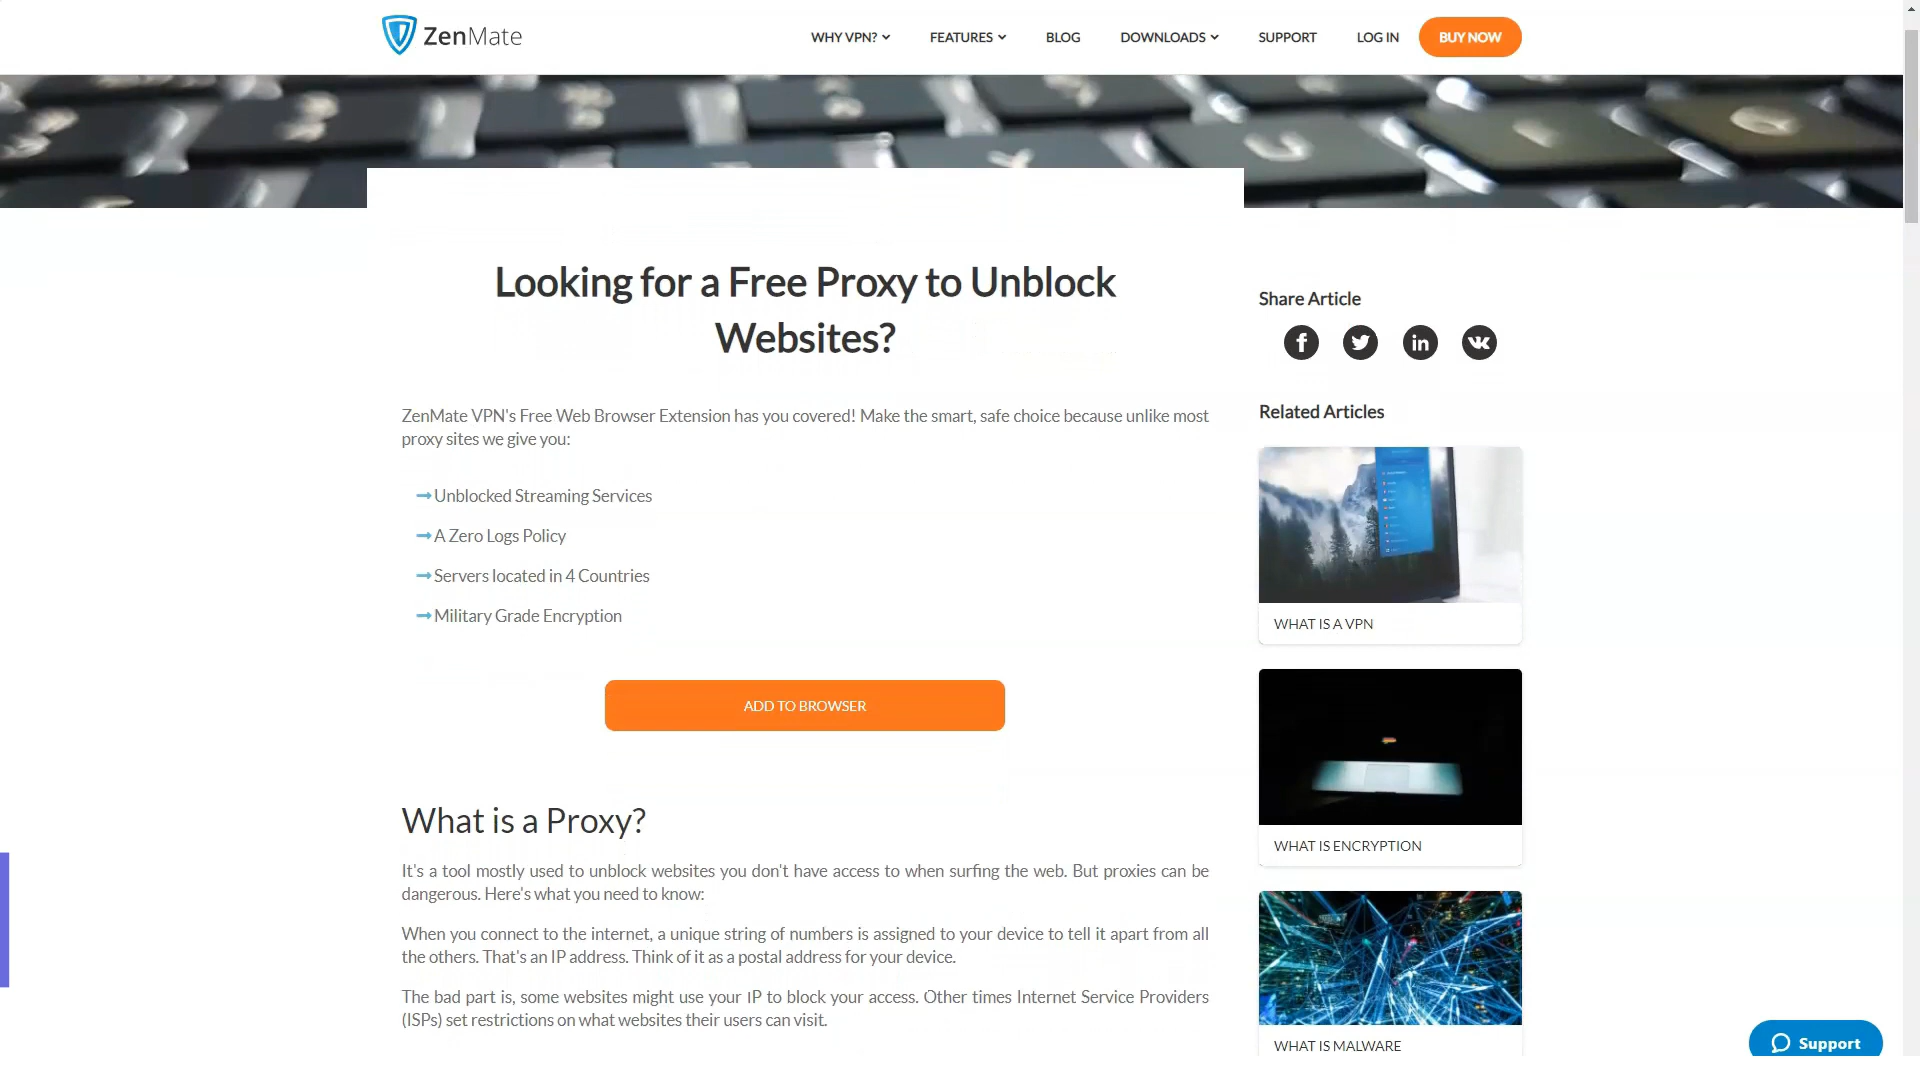 ZenMate
WHY VPN?
FEATURES
BLOG
DOWNLOADS
SUPPORT
LOG IN
BUY NOW
Looking for a Free Proxy to Unblock
Websites?
ZenMate VPN's Free Web Browser Extension has you covered! Make the smart, safe choice because unlike most
proxy sites we give you:
Unblocked Streaming Services
A Zero Logs Policy
Servers located in 4 Countries
Military Grade Encryption
ADD TO BROWSER
What is a Proxy?
It's a tool mostly used to unblock websites you don't have access to when surfing the web. But proxies can be
dangerous. Here's what you need to know:
When you connect to the internet, a unique string of numbers is assigned to your device to tell it apart from all
the others. That's an IP address. Think of it as a postal address for your device.
The bad part is, some websites might use your IP to block your access. Other times Internet Service Providers
(ISPs) set restrictions on what websites their users can visit.
Share Article
Related Articles
WHAT IS A VPN
WHAT IS ENCRYPTION
WHAT IS MALWARE
Support